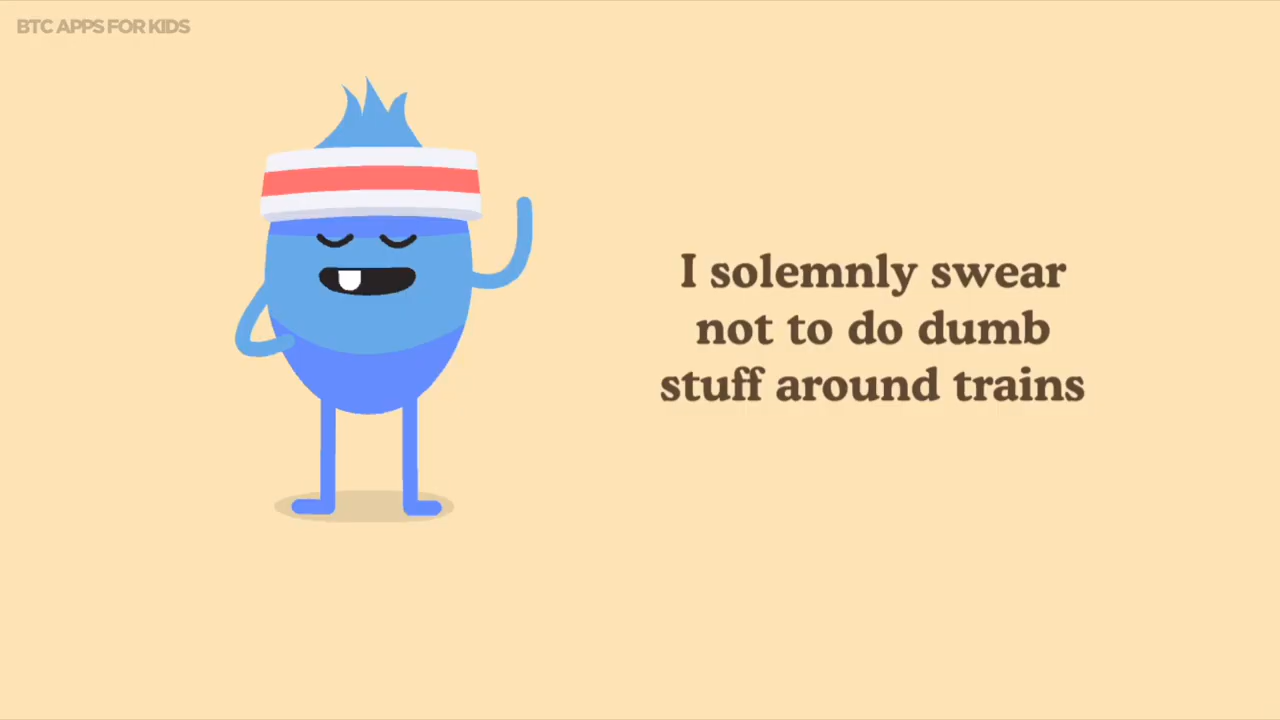 BTC APPS FOR KIDS
I solemnly swear
not to do dumb
stuff around trains